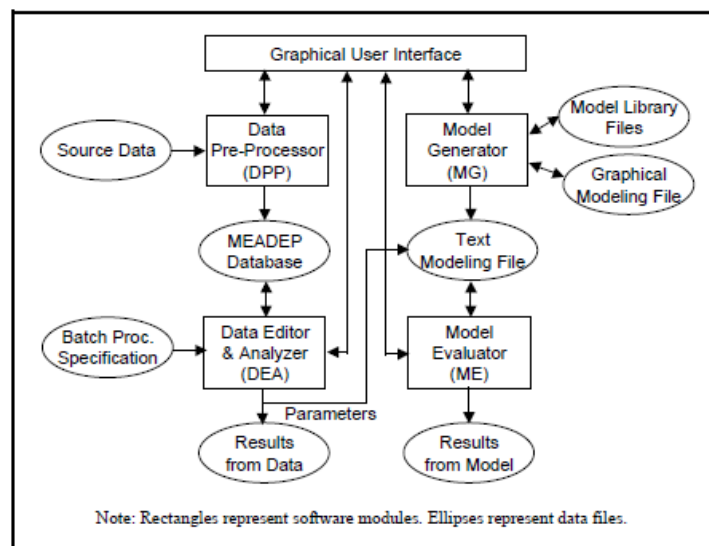 Graphical User Interface
Source Data
Data
Pre-Processor
(DPP)
Model
Generator
(MG)
Model Library
Files
Graphical
Modeling File
MEADEP
Database
Text
Modeling File
Batch Proc.
Specification
Data Editor
& Analyzer
(DEA)
Model
Evaluator
(ME)
Parameters
Results
from Data
Results
from Model
Note: Rectangles represent software modules. Ellipses represent data files.